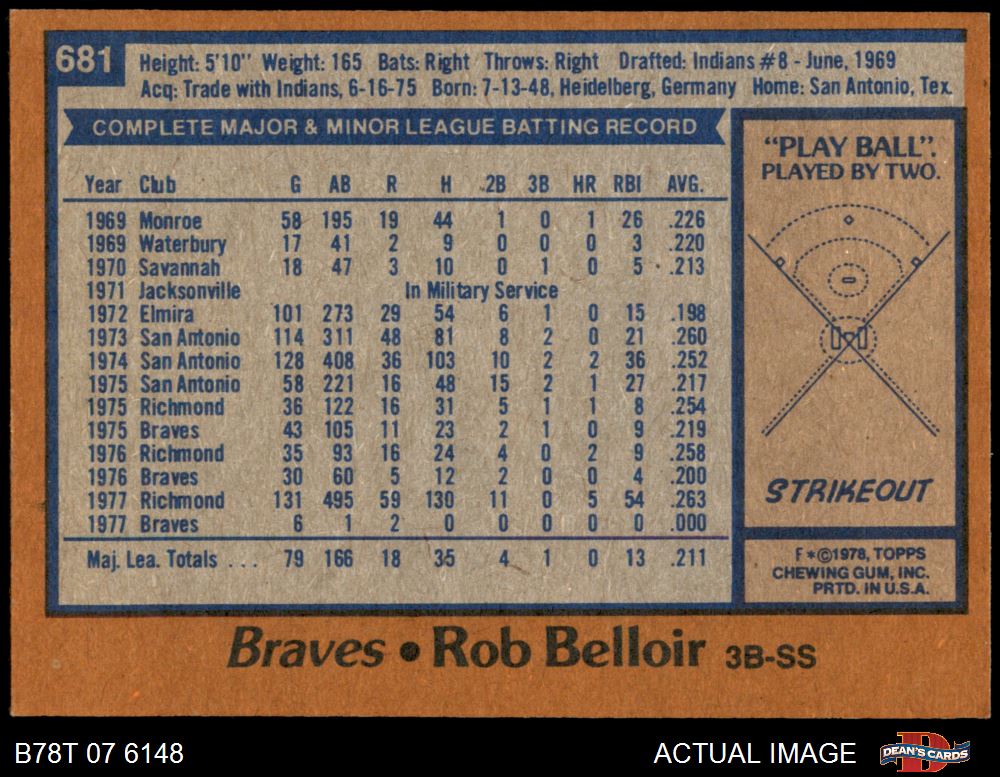 681
Height: 5'10" Weight: 165 Bats: Right Throws: Right Drafted: Indians #8 - June, 1969
Acq: Trade with Indians, 6-16-75 Born: 7-13-48, Heidelberg, Germany Home: San Antonio, Tex.
COMPLETE MAJOR & MINOR LEAGUE BATTING RECORD
Year Club G AB R H 2B 3B HR RBI AVG.
1969 Monroe 58 195 19 44 1 0 1 26 .226
1969 Waterbury 17 41 2 9 0 0 0 3 .220
1970 Savannah 18 47 3 10 0 1 0 5 .213
1971 Jacksonville In Military Service
1972 Elmira 101 273 29 54 6 1 0 15 .198
1973 San Antonio 114 311 48 81 8 2 0 21 .260
1974 San Antonio 128 408 36 103 10 2 2 36 .252
1975 San Antonio 58 221 16 48 15 2 1 27 .217
1975 Richmond 36 122 16 31 5 1 1 8 .254
1975 Braves 43 105 11 23 2 1 0 9 .219
1976 Richmond 35 93 16 24 4 0 2 9 .258
1976 Braves 30 60 5 12 2 0 0 4 .200
1977 Richmond 131 495 59 130 11 0 5 54 .263
1977 Braves 6 1 2 0 0 0 0 0 .000
Maj. Lea. Totals ... 79 166 18 35 4 1 0 13 .211
"PLAY BALL".
PLAYED BY TWO.
STRIKEOUT
F *©1978, TOPPS
CHEWING GUM, INC.
PRTD. IN U.S.A.
Braves • Rob Belloir 3B-SS
B78T 07 6148
ACTUAL IMAGE
D
DEAN'S CARDS